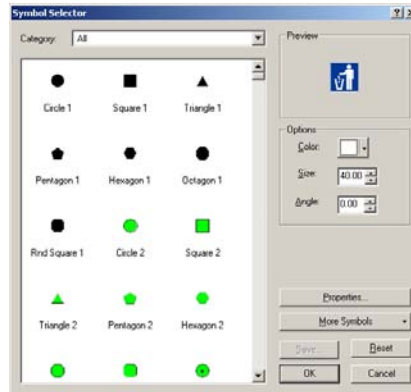 Symbol Selector
Category: All
Preview
Circle 1 Square 1 Triangle 1
Options
Color:
Size: 40.00
Angle: 0.00
Pentagon 1 Hexagon 1 Octagon 1
Rnd Square 1 Circle 2 Square 2
Triangle 2 Pentagon 2 Hexagon 2
Properties...
More Symbols
Save... Reset
OK Cancel